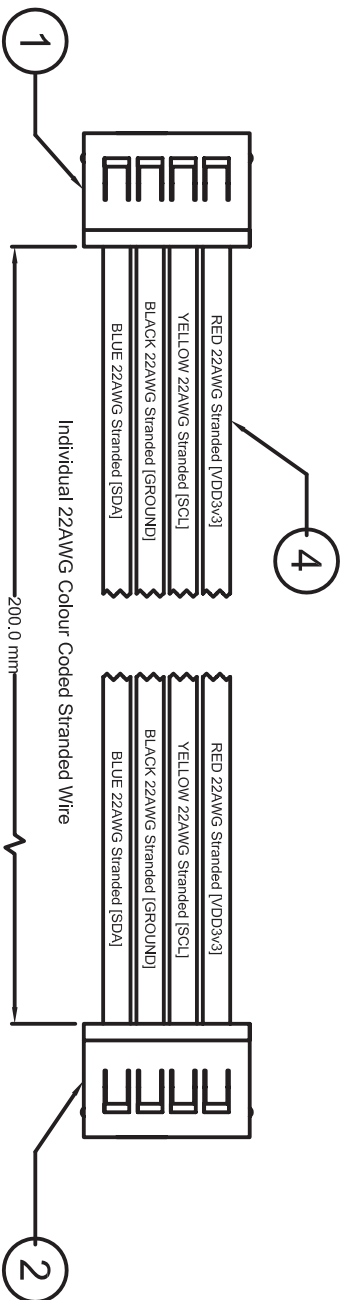 4
RED 22AWG Stranded [VDD3v3]
RED 22AWG Stranded [VDD3v3]
YELLOW 22AWG Stranded [SCL]
YELLOW 22AWG Stranded [SCL]
BLACK 22AWG Stranded [GROUND]
BLACK 22AWG Stranded [GROUND]
BLUE 22AWG Stranded [SDA]
BLUE 22AWG Stranded [SDA]
Individual 22AWG Colour Coded Stranded Wire
1
2
200.0 mm